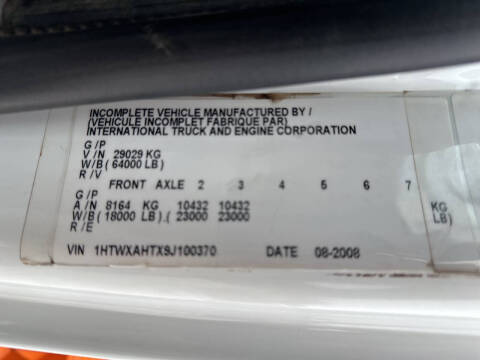 INCOMPLETE VEHICLE MANUFACTURED BY /
(VEHICULE INCOMPLET FABRIQUE PAR)
INTERNATIONAL TRUCK AND ENGINE CORPORATION
G / P
V / N 29029 KG
W/B ( 64000 LB )
R / V
FRONT AXLE 2 3 4 5 6 7
G / P
A / N 8164 KG 10432 10432 KG
W/B ( 18000 LB ).( 23000 23000 LB )
R / E
VIN 1HTWXAHTX9J100370 DATE 08-2008